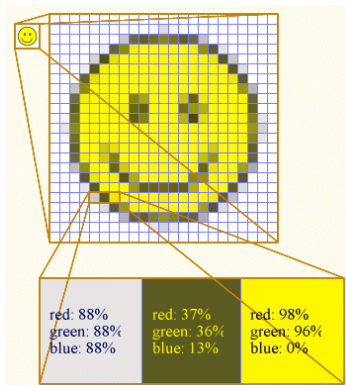 red: 88%
green: 88%
blue: 88%
red: 37%
green: 36%
blue: 13%
red: 98%
green: 96%
blue: 0%